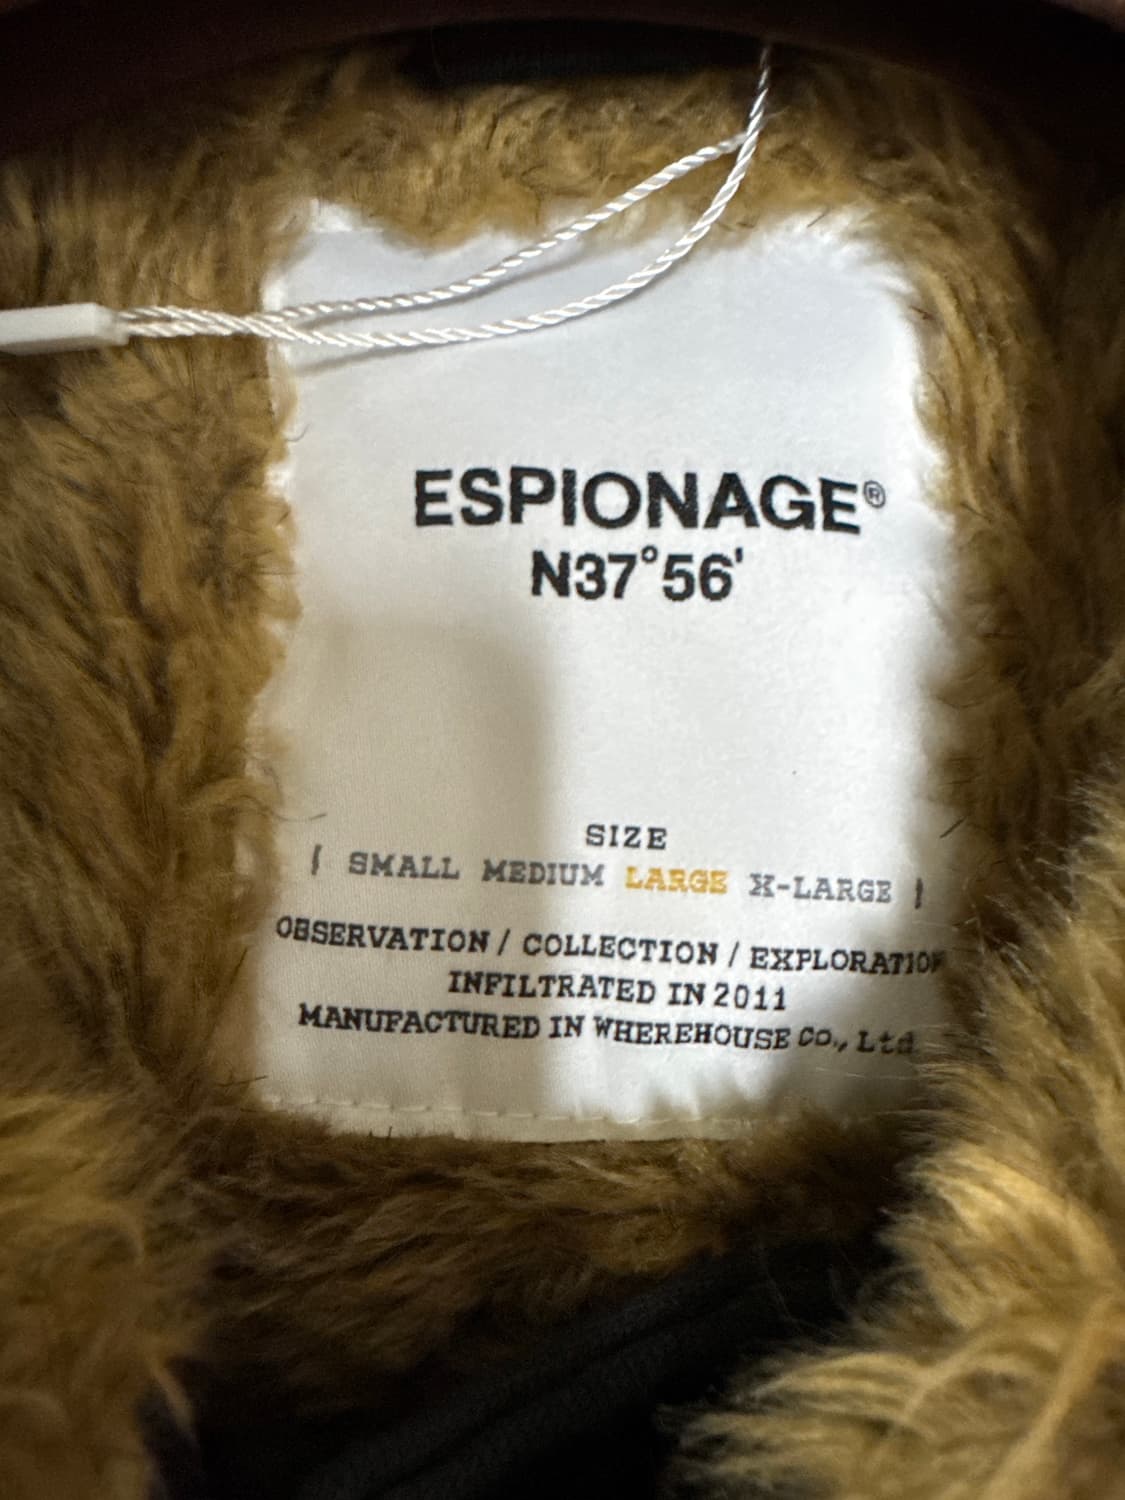 ESPIONAGE®
N37°56'
SIZE
[ SMALL MEDIUM LARGE X-LARGE ]
OBSERVATION / COLLECTION / EXPLORATION
INFILTRATED IN 2011
MANUFACTURED IN WHEREHOUSE CO., Ltd